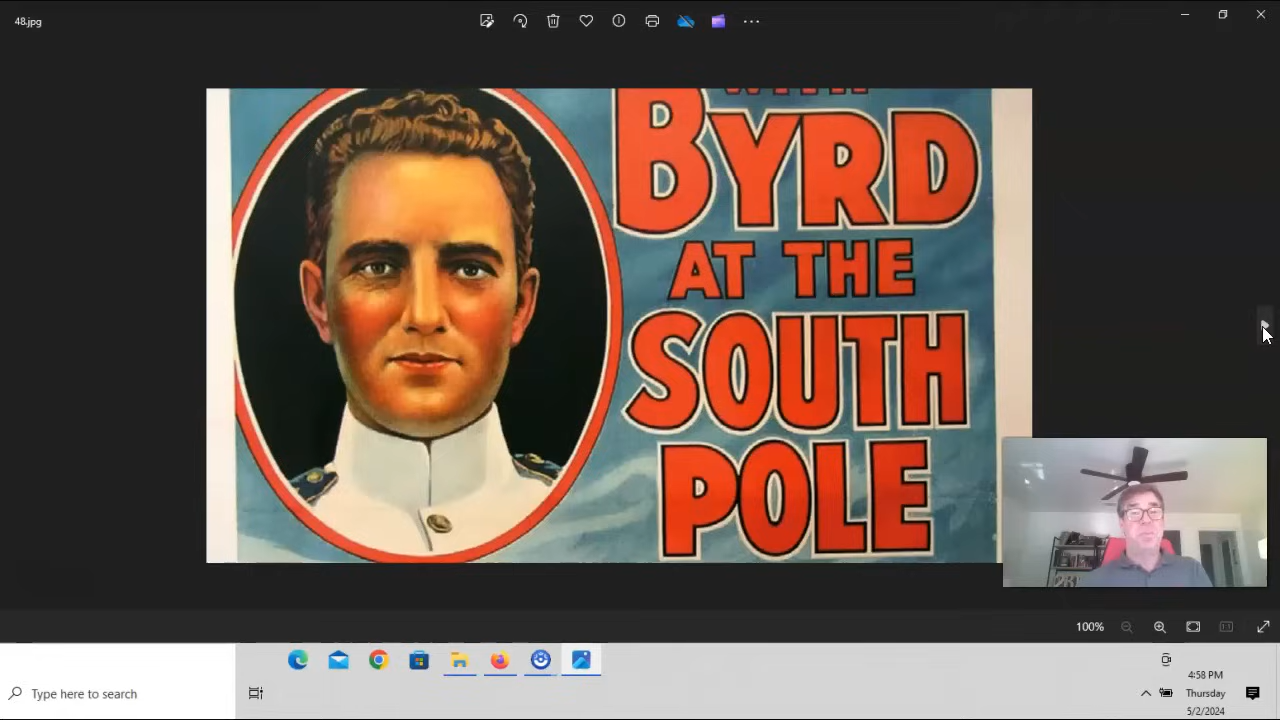 48.jpg
WITH
BYRD
AT THE
SOUTH
POLE
100%
Type here to search
4:58 PM
Thursday
5/2/2024